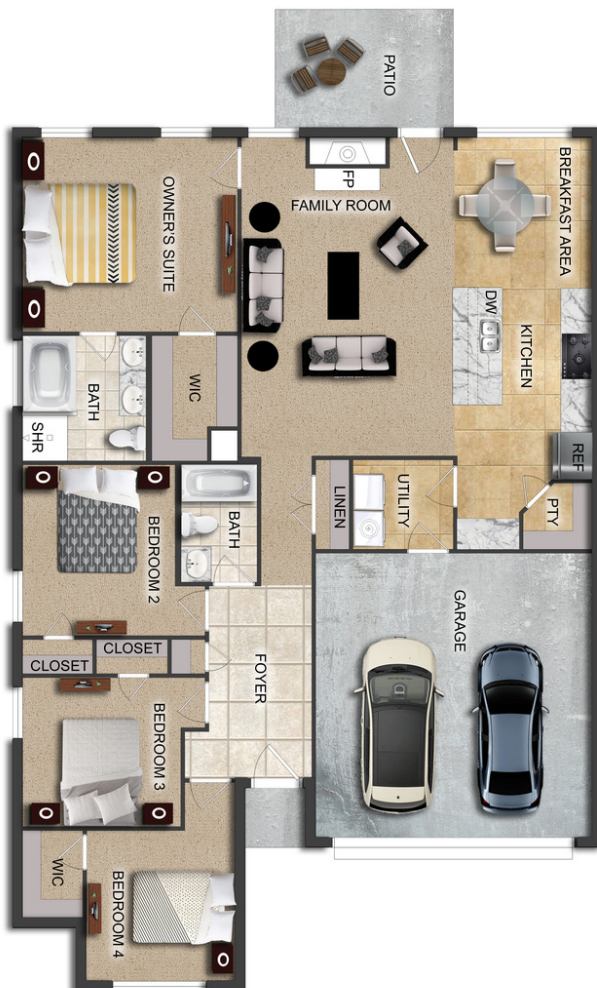 PATIO
BREAKFAST AREA
FP
FAMILY ROOM
OWNER'S SUITE
DW
KITCHEN
WIC
BATH
SHR
REF
PTY
UTILITY
LINEN
BATH
BEDROOM 2
CLOSET
CLOSET
FOYER
GARAGE
BEDROOM 3
WIC
BEDROOM 4